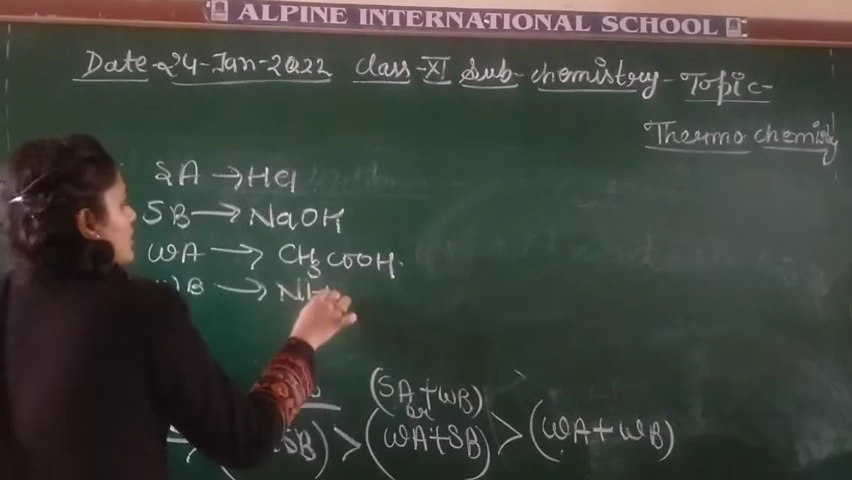 ALPINE INTERNATIONAL SCHOOL
Date-24-Jan-2022 Class-XI Sub-chemistry-Topic-
Thermo chemistry
SA → HCl
SB → NaOH
WA → CH3COOH.
WB → NH
(SA+WB)
or
SB) > (WA+SB) > (WA+WB)